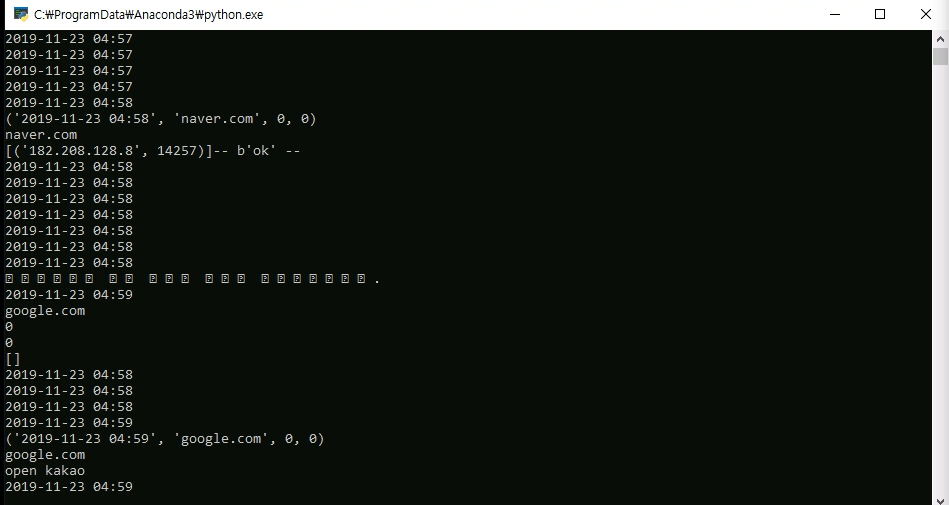 C:₩ProgramData₩Anaconda3₩python.exe
2019-11-23 04:57
2019-11-23 04:57
2019-11-23 04:57
2019-11-23 04:57
2019-11-23 04:58
('2019-11-23 04:58', 'naver.com', 0, 0)
naver.com
[('182.208.128.8', 14257)]-- b'ok' --
2019-11-23 04:58
2019-11-23 04:58
2019-11-23 04:58
2019-11-23 04:58
2019-11-23 04:58
2019-11-23 04:58
2019-11-23 04:58
.
2019-11-23 04:59
google.com
0
0
[]
2019-11-23 04:58
2019-11-23 04:58
2019-11-23 04:58
2019-11-23 04:59
('2019-11-23 04:59', 'google.com', 0, 0)
google.com
open kakao
2019-11-23 04:59